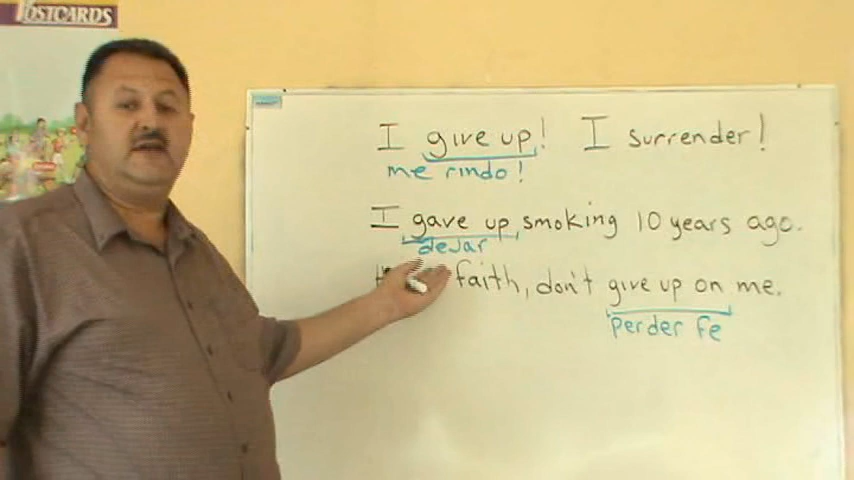 POSTCARDS
I give up! I surrender!
me rindo!
I gave up smoking 10 years ago.
dejar
faith, don't give up on me.
perder fe